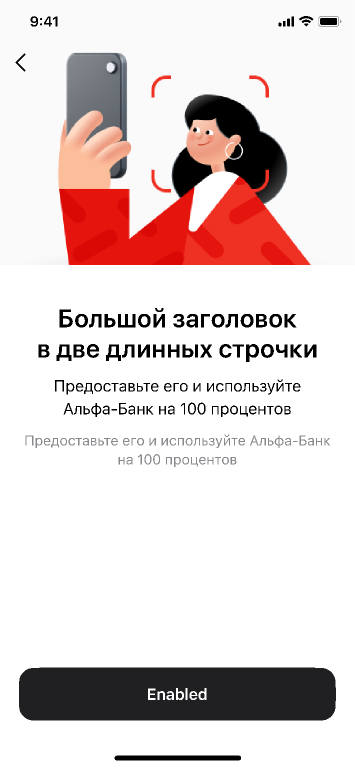 9:41
Большой заголовок
в две длинных строчки
Предоставьте его и используйте
Альфа-Банк на 100 процентов
Предоставьте его и используйте Альфа-Банк
на 100 процентов
Enabled